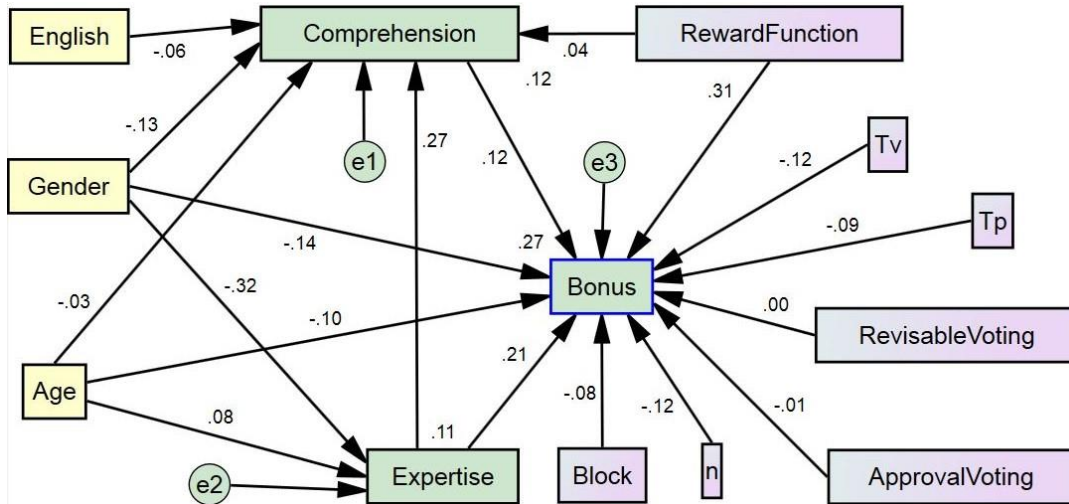 English
Comprehension
RewardFunction
-.06
.04
.12
.31
-.13
.27
e1
.12
e3
Tv
-.12
Gender
Tp
-.14
.27
-.09
-.03
-.32
Bonus
.00
-.10
RevisableVoting
Age
.21
-.08
-.12
-.01
.08
.11
Expertise
Block
n
ApprovalVoting
e2